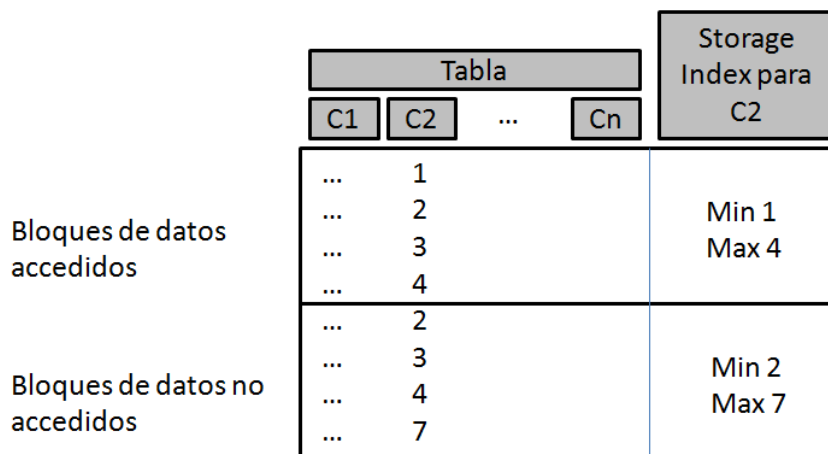 Storage
Index para
C2
Tabla
C1 C2 ... Cn
... 1
... 2
... 3
... 4
Bloques de datos
accedidos
Min 1
Max 4
... 2
... 3
... 4
... 7
Bloques de datos no
accedidos
Min 2
Max 7